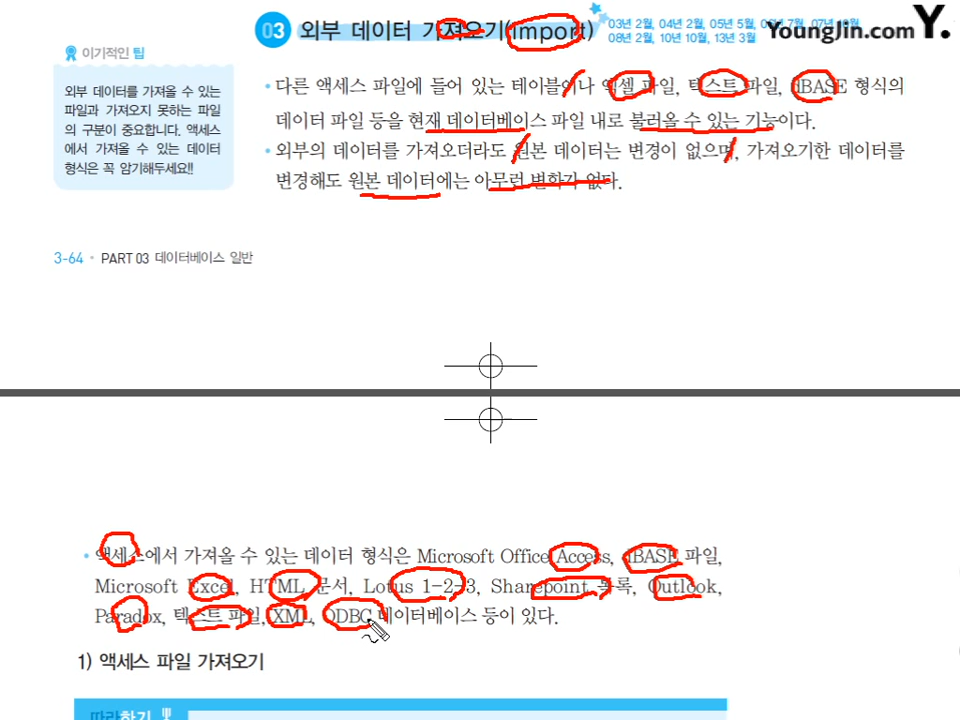 03 외부 데이터 가져오기(Import)
03년 2월, 04년 2월, 05년 5월, 7월, 07년 10월
08년 2월, 10년 10월, 13년 3월
YoungJin.com Y.
이기적인 팁
외부 데이터를 가져올 수 있는
파일과 가져오지 못하는 파일
의 구분이 중요합니다. 액세스
에서 가져올 수 있는 데이터
형식은 꼭 암기해두세요!!
• 다른 액세스 파일에 들어 있는 테이블이나 엑셀 파일, 텍스트 파일, dBASE 형식의
데이터 파일 등을 현재 데이터베이스 파일 내로 불러올 수 있는 기능이다.
• 외부의 데이터를 가져오더라도 원본 데이터는 변경이 없으며, 가져오기한 데이터를
변경해도 원본 데이터에는 아무런 변화가 없다.
3-64 • PART 03 데이터베이스 일반
• 액세스에서 가져올 수 있는 데이터 형식은 Microsoft Office Access, dBASE 파일,
Microsoft Excel, HTML 문서, Lotus 1-2-3, Sharepoint 목록, Outlook,
Paradox, 텍스트 파일, XML, ODBC 데이터베이스 등이 있다.
1) 액세스 파일 가져오기
따라하기